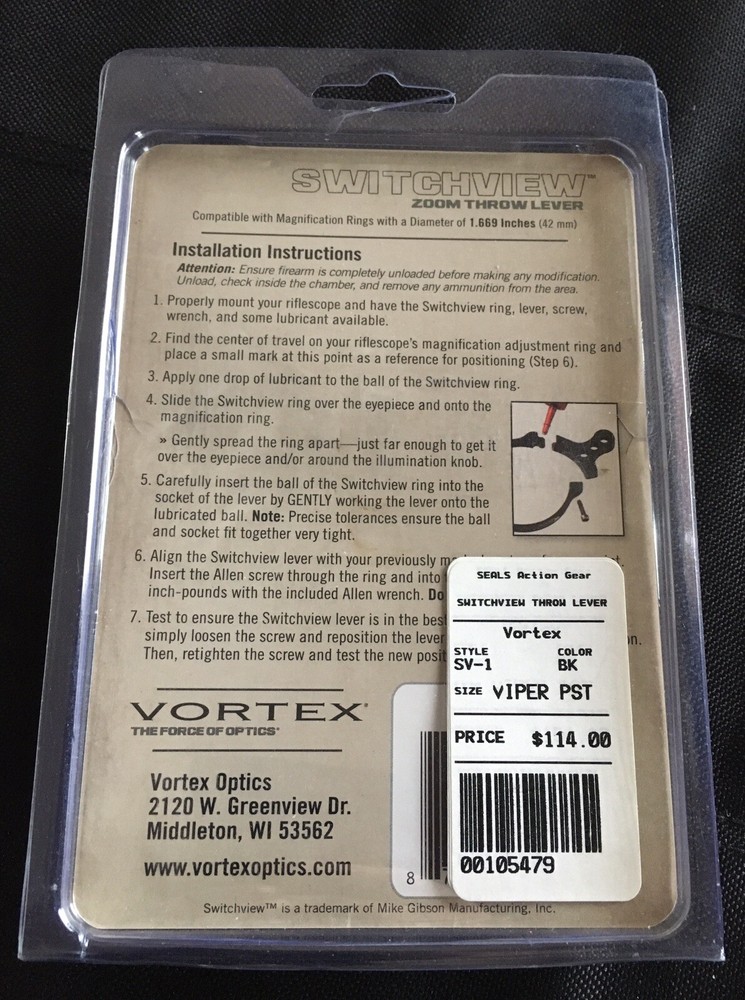 SWITCHVIEW™
ZOOM THROW LEVER
Compatible with Magnification Rings with a Diameter of 1.669 Inches (42 mm)
Installation Instructions
Attention: Ensure firearm is completely unloaded before making any modification.
Unload, check inside the chamber, and remove any ammunition from the area.
1. Properly mount your riflescope and have the Switchview ring, lever, screw,
wrench, and some lubricant available.
2. Find the center of travel on your riflescope's magnification adjustment ring and
place a small mark at this point as a reference for positioning (Step 6).
3. Apply one drop of lubricant to the ball of the Switchview ring.
4. Slide the Switchview ring over the eyepiece and onto the
magnification ring.
» Gently spread the ring apart—just far enough to get it
over the eyepiece and/or around the illumination knob.
5. Carefully insert the ball of the Switchview ring into the
socket of the lever by GENTLY working the lever onto the
lubricated ball. Note: Precise tolerances ensure the ball
and socket fit together very tight.
6. Align the Switchview lever with your previously
Insert the Allen screw through the ring and into
inch-pounds with the included Allen wrench. Do
7. Test to ensure the Switchview lever is in the
simply loosen the screw and reposition the lever
Then, retighten the screw and test the new
VORTEX®
THE FORCE OF OPTICS®
Vortex Optics
2120 W. Greenview Dr.
Middleton, WI 53562
www.vortexoptics.com
8
Switchview™ is a trademark of Mike Gibson Manufacturing, Inc.
SEALS Action Gear
SWITCHVIEW THROW LEVER
Vortex
STYLE COLOR
SV-1 BK
SIZE VIPER PST
PRICE $114.00
00105479